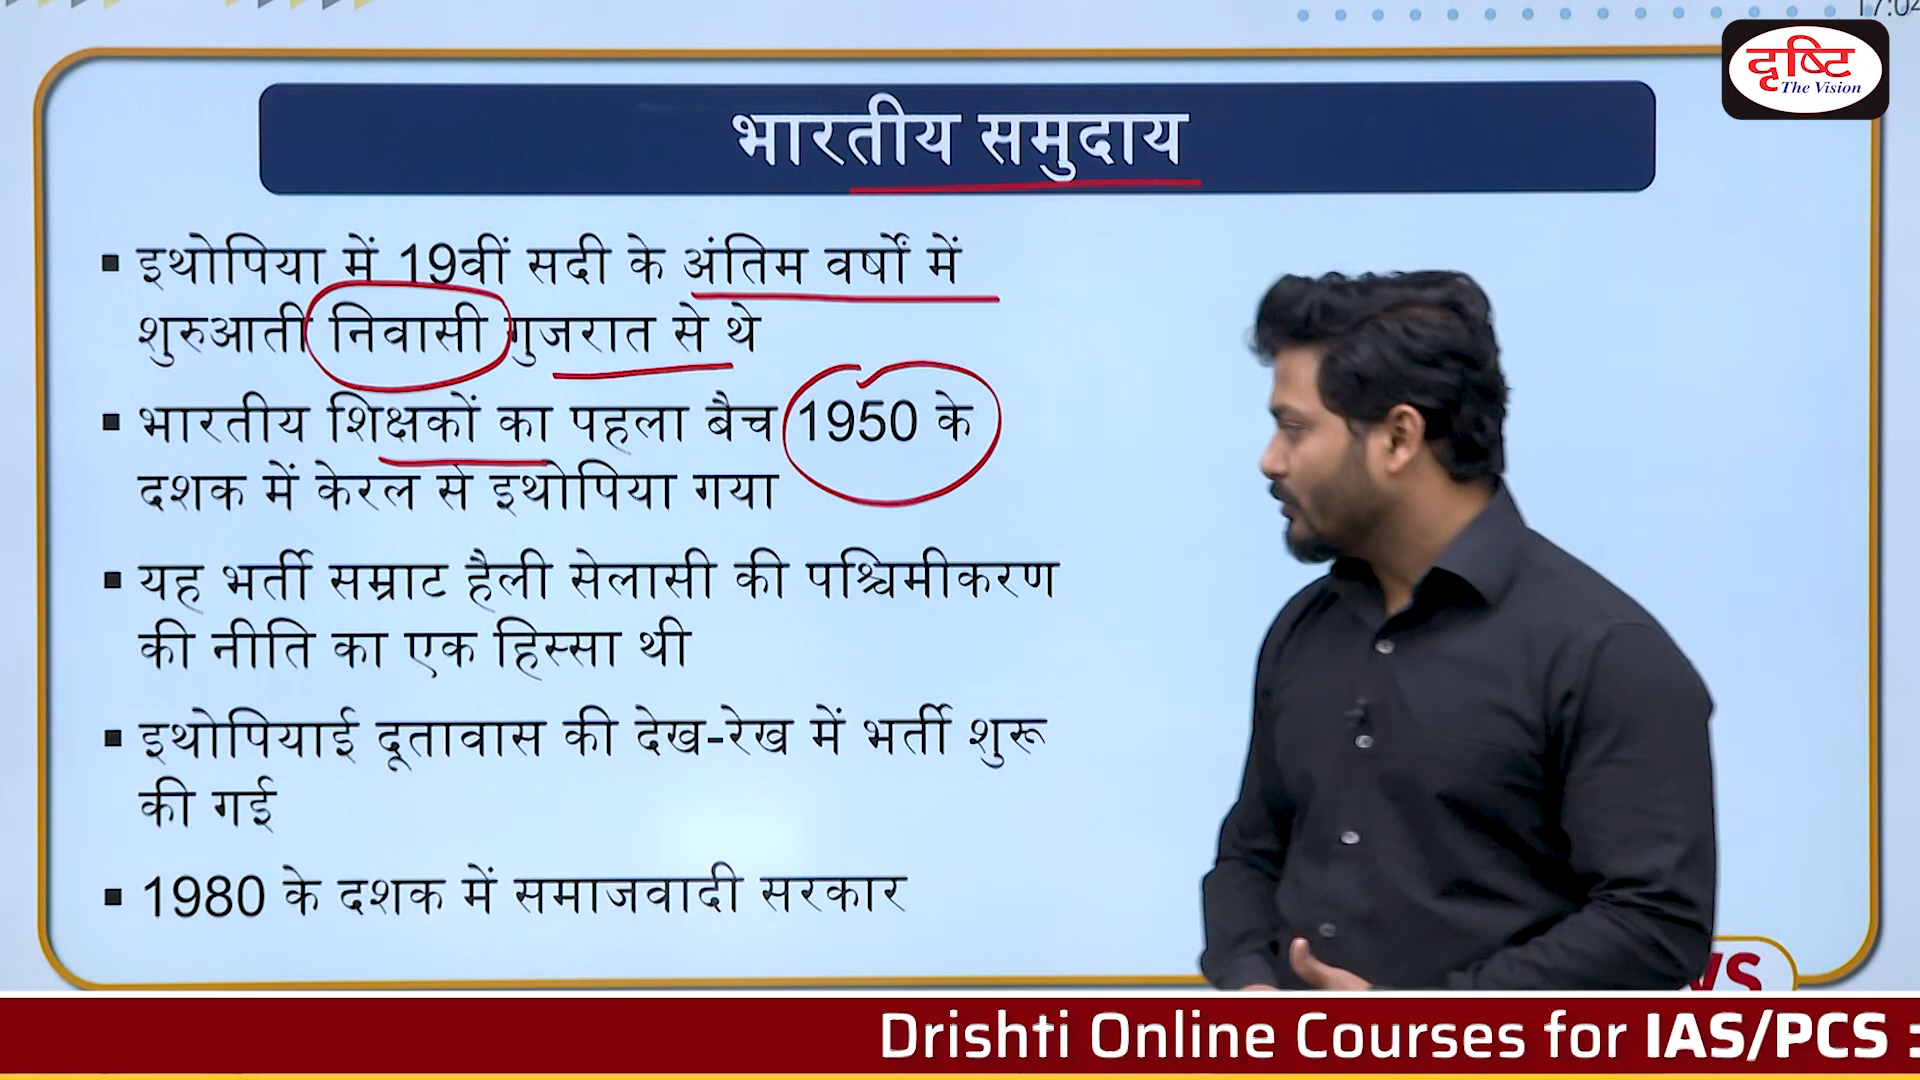 17:04
दृष्टि
The Vision
भारतीय समुदाय
▪ इथोपिया में 19वीं सदी के अंतिम वर्षों में
शुरुआती निवासी गुजरात से थे
▪ भारतीय शिक्षकों का पहला बैच 1950 के
दशक में केरल से इथोपिया गया
▪ यह भर्ती सम्राट हैली सेलासी की पश्चिमीकरण
की नीति का एक हिस्सा थी
▪ इथोपियाई दूतावास की देख-रेख में भर्ती शुरू
की गई
▪ 1980 के दशक में समाजवादी सरकार
Drishti Online Courses for IAS/PCS :